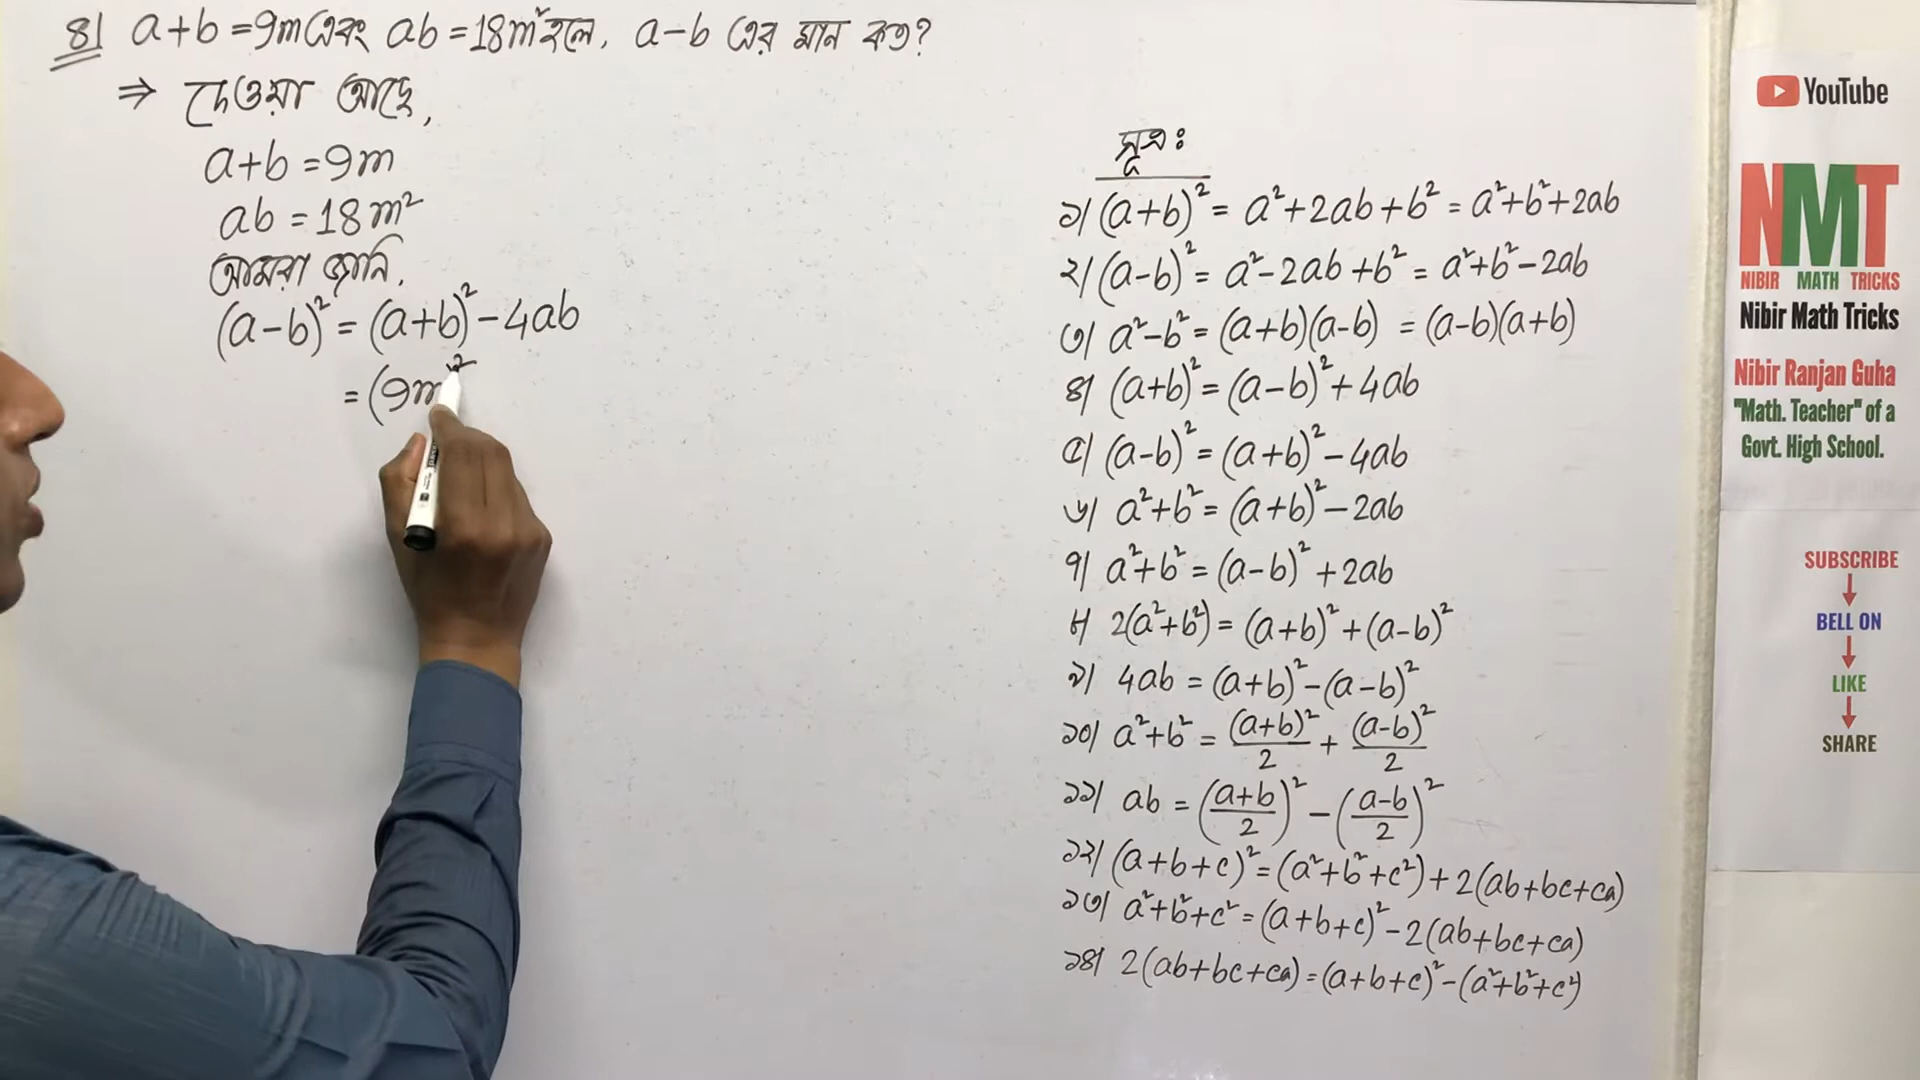 ৪| a+b=9m এবং ab=18m² হলে, a-b এর মান কত?
⇒ দেওয়া আছে,
a+b=9m
ab=18m²
আমরা জানি,
(a-b)²=(a+b)²-4ab
=(9m)²
সূত্রঃ
১| (a+b)²= a²+2ab+b²= a²+b²+2ab
২| (a-b)²= a²-2ab+b²= a²+b²-2ab
৩| a²-b²=(a+b)(a-b) =(a-b)(a+b)
৪| (a+b)²=(a-b)²+4ab
৫| (a-b)²=(a+b)²-4ab
৬| a²+b²=(a+b)²-2ab
৭| a²+b²=(a-b)²+2ab
৮| 2(a²+b²)=(a+b)²+(a-b)²
৯| 4ab=(a+b)²-(a-b)²
১০| a²+b²=(a+b)²/2+(a-b)²/2
১১| ab=(a+b/2)²-(a-b/2)²
১২| (a+b+c)²=(a²+b²+c²)+2(ab+bc+ca)
১৩| a²+b²+c²=(a+b+c)²-2(ab+bc+ca)
১৪| 2(ab+bc+ca)=(a+b+c)²-(a²+b²+c²)
YouTube
NMT
NIBIR MATH TRICKS
Nibir Math Tricks
Nibir Ranjan Guha
"Math. Teacher" of a
Govt. High School.
SUBSCRIBE
↓
BELL ON
↓
LIKE
↓
SHARE